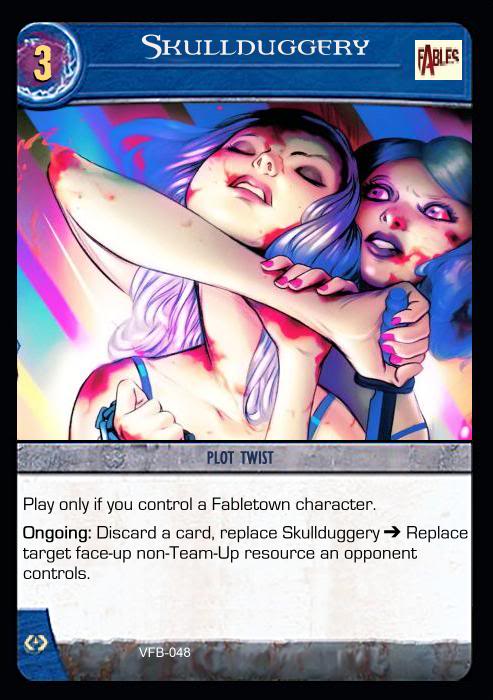 3
SKULLDUGGERY
FABLES
PLOT TWIST
Play only if you control a Fabletown character.
Ongoing: Discard a card, replace Skullduggery ➔ Replace
target face-up non-Team-Up resource an opponent
controls.
VFB-048